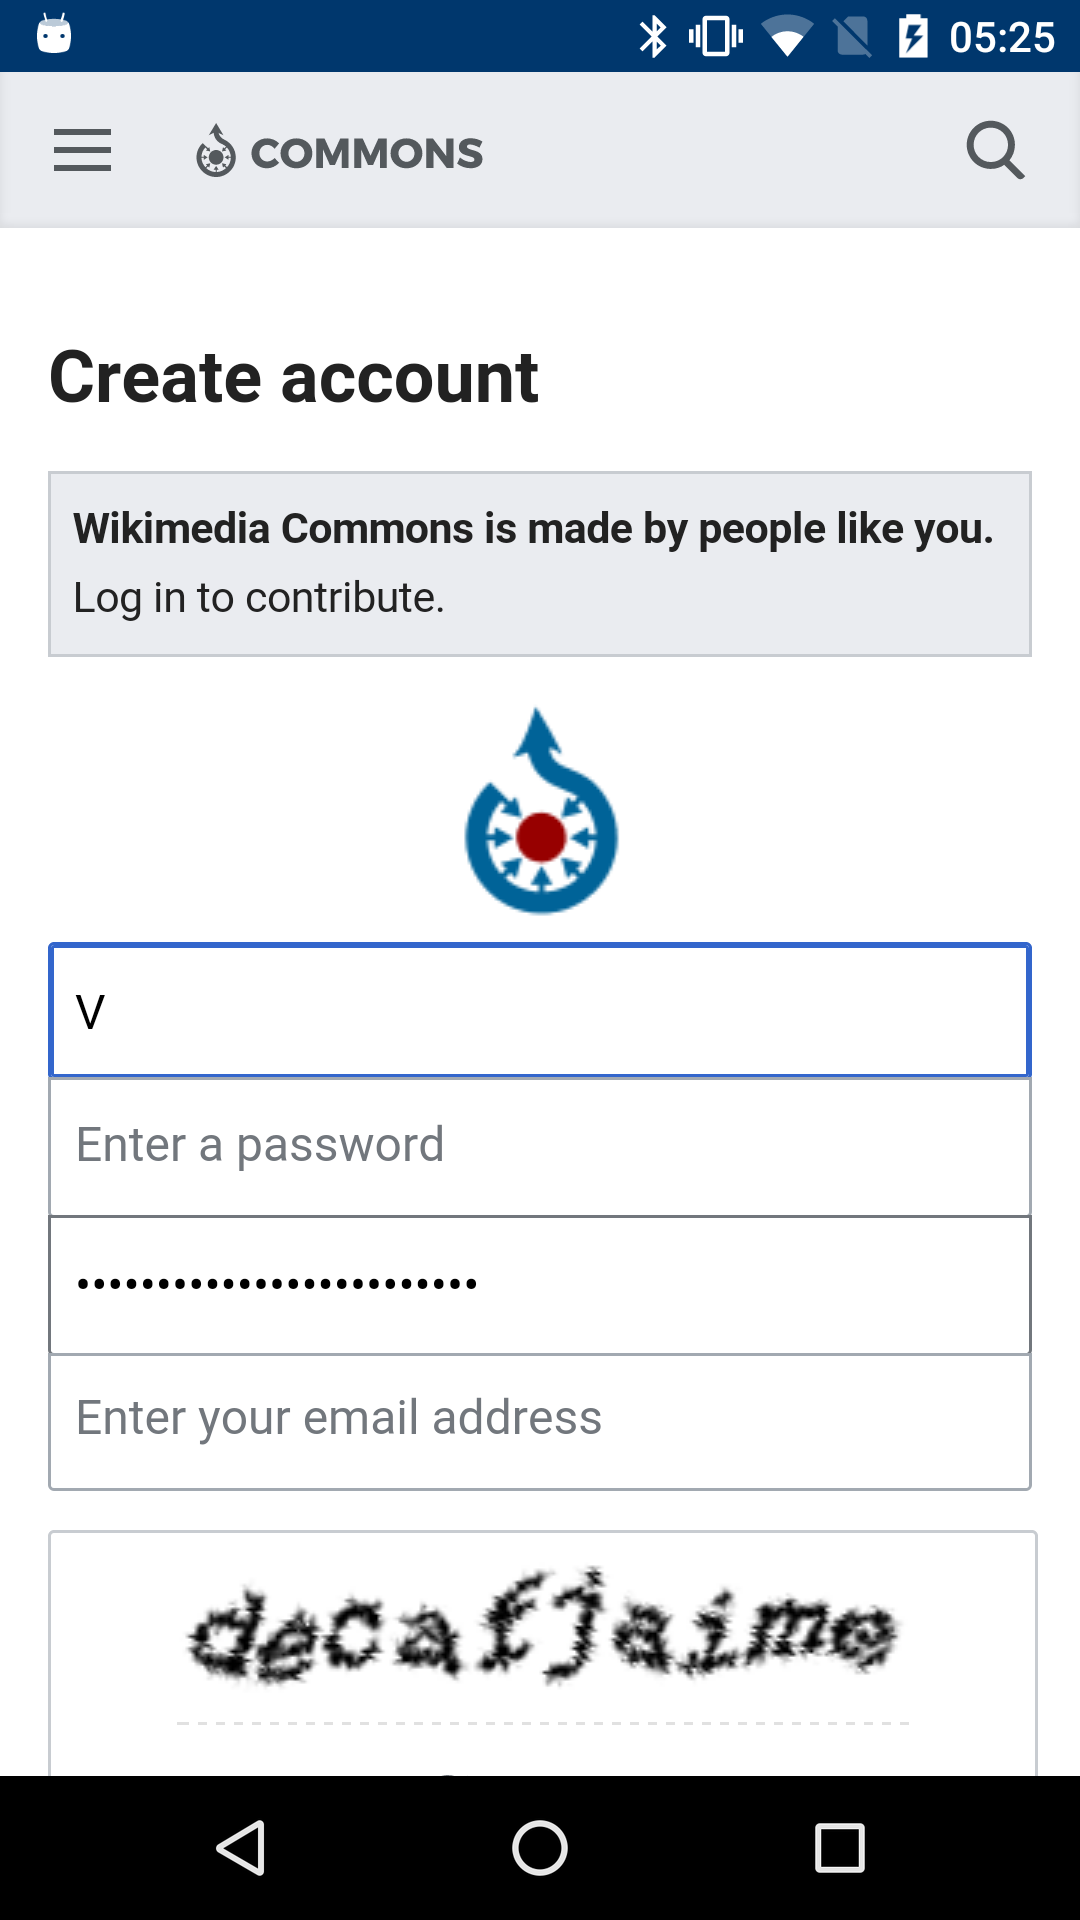 05:25
COMMONS
Create account
Wikimedia Commons is made by people like you.
Log in to contribute.
V
Enter a password
•••••••••••••••••••••••••
Enter your email address
decafjaime